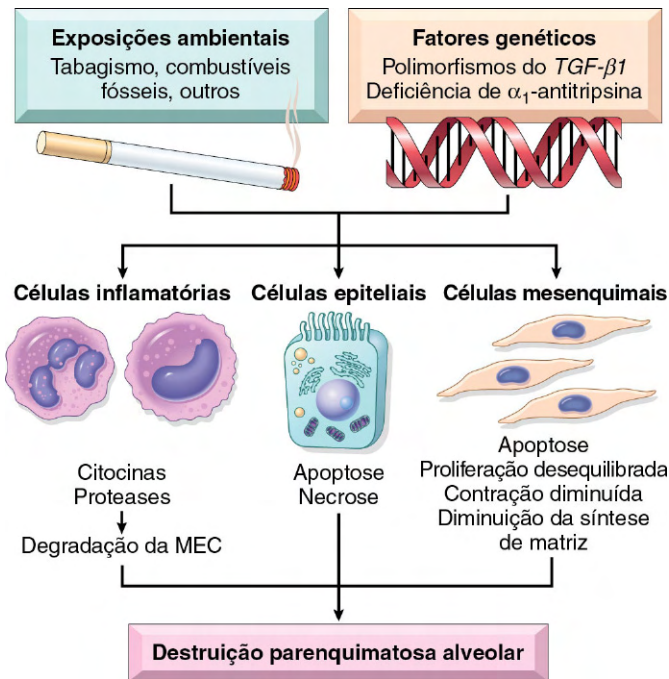 Exposições ambientais
Tabagismo, combustíveis
fósseis, outros
Fatores genéticos
Polimorfismos do TGF-β1
Deficiência de α₁-antitripsina
Células inflamatórias
Células epiteliais
Células mesenquimais
Citocinas
Proteases
Degradação da MEC
Apoptose
Necrose
Apoptose
Proliferação desequilibrada
Contração diminuída
Diminuição da síntese
de matriz
Destruição parenquimatosa alveolar